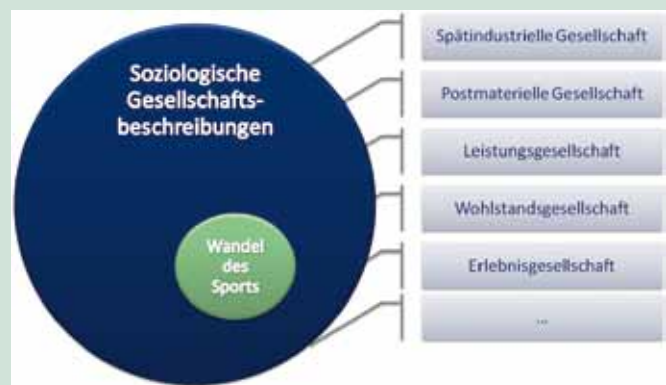 Soziologische
Gesellschafts-
beschreibungen
Wandel
des
Sports
Spätindustrielle Gesellschaft
Postmaterielle Gesellschaft
Leistungsgesellschaft
Wohlstandsgesellschaft
Erlebnisgesellschaft
...